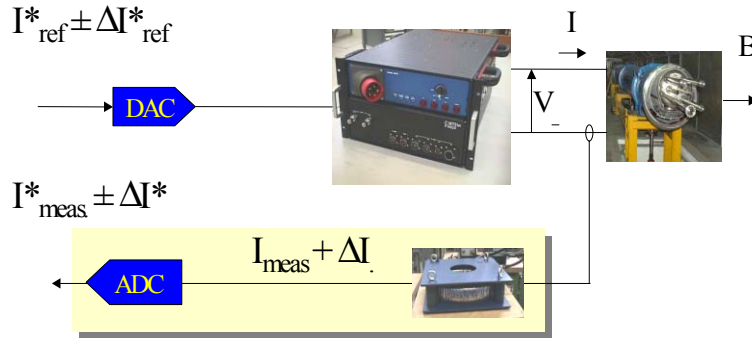 I*ref ± ΔI*ref
I
B
DAC
V
I*meas. ± ΔI*
Imeas + ΔI.
ADC